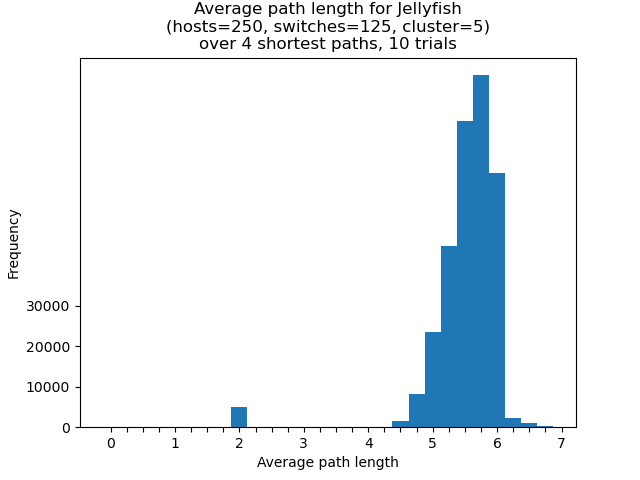 Average path length for Jellyfish
(hosts=250, switches=125, cluster=5)
over 4 shortest paths, 10 trials
Frequency
30000
20000
10000
0
0 1 2 3 4 5 6 7
Average path length